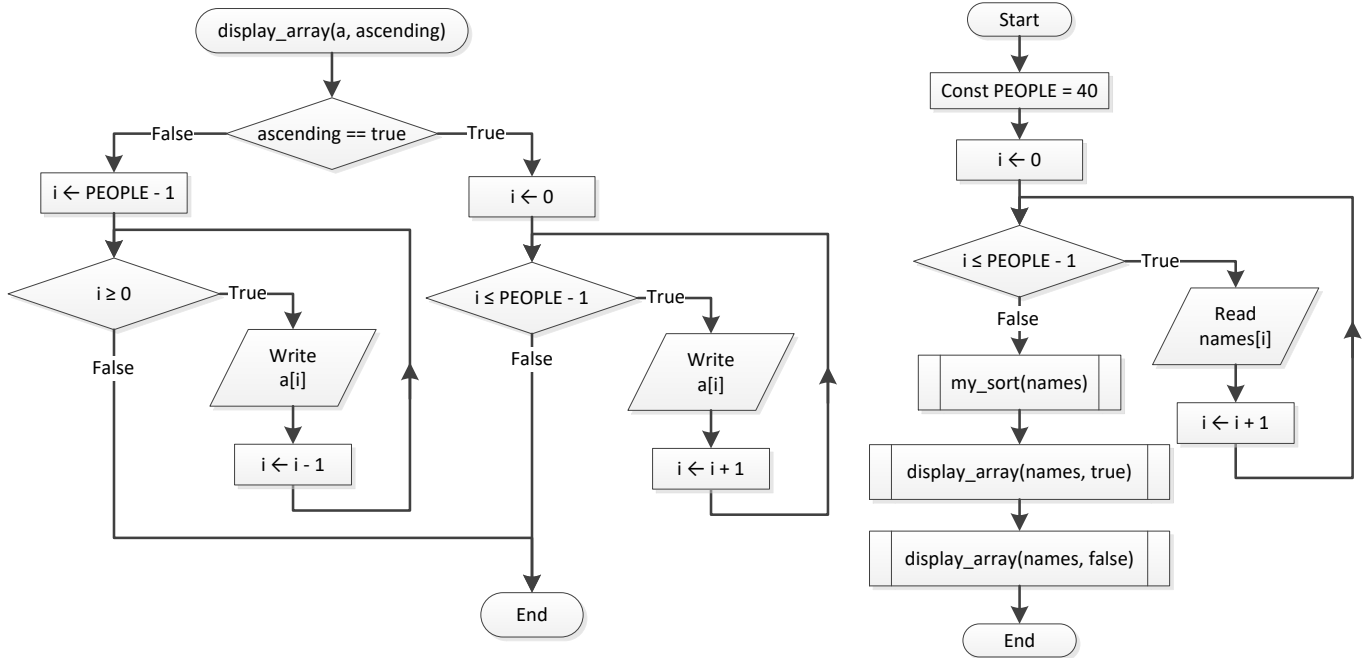 display_array(a, ascending)
ascending == true
False
True
i ← PEOPLE - 1
i ← 0
i ≥ 0
True
False
Write
a[i]
i ← i - 1
i ≤ PEOPLE - 1
True
False
Write
a[i]
i ← i + 1
End
Start
Const PEOPLE = 40
i ← 0
i ≤ PEOPLE - 1
True
False
Read
names[i]
i ← i + 1
my_sort(names)
display_array(names, true)
display_array(names, false)
End